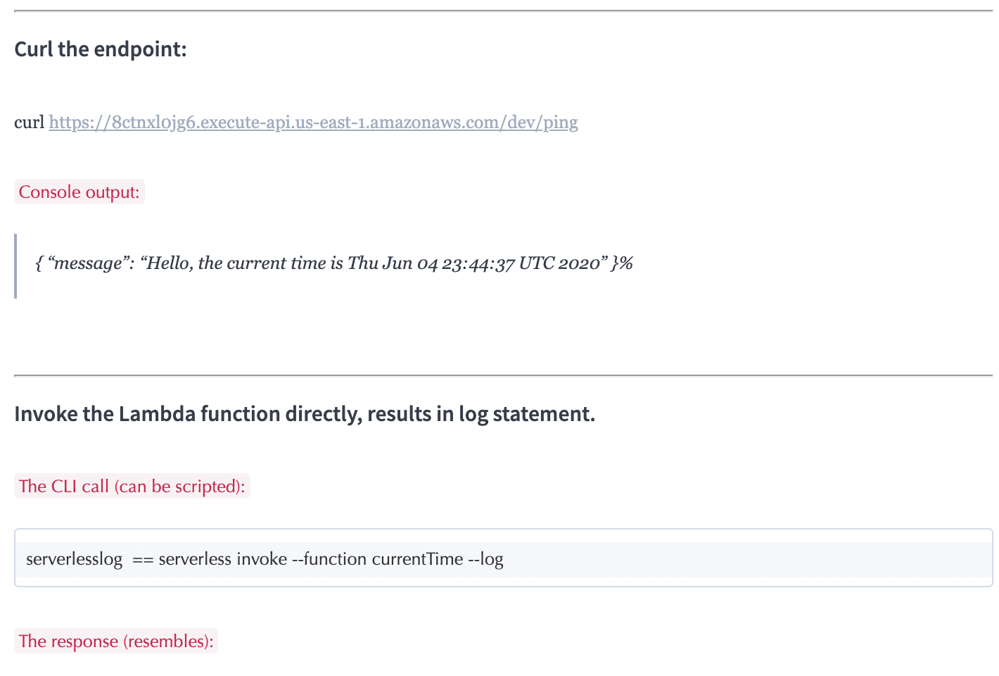 Curl the endpoint:
curl https://8ctnxl0jg6.execute-api.us-east-1.amazonaws.com/dev/ping
Console output:
{ “message”: “Hello, the current time is Thu Jun 04 23:44:37 UTC 2020” }%
Invoke the Lambda function directly, results in log statement.
The CLI call (can be scripted):
serverlesslog  == serverless invoke --function currentTime --log
The response (resembles):